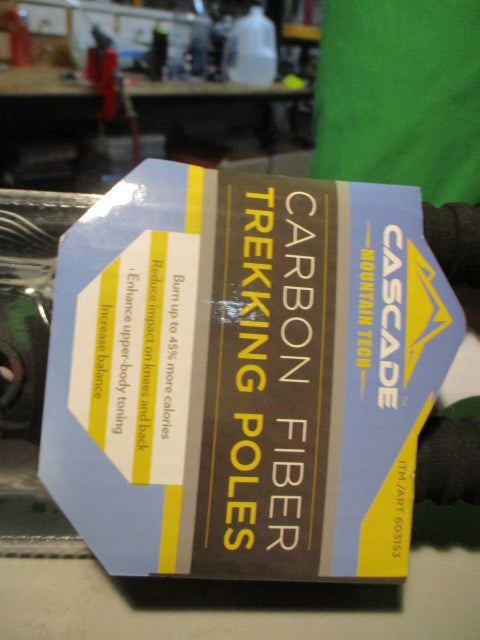 CASCADE
MOUNTAIN TECH
™
ITM./ART 603153
CARBON FIBER
TREKKING POLES
Burn up to 45% more calories
Reduce impact on knees and back
• Enhance upper-body toning
Increase balance